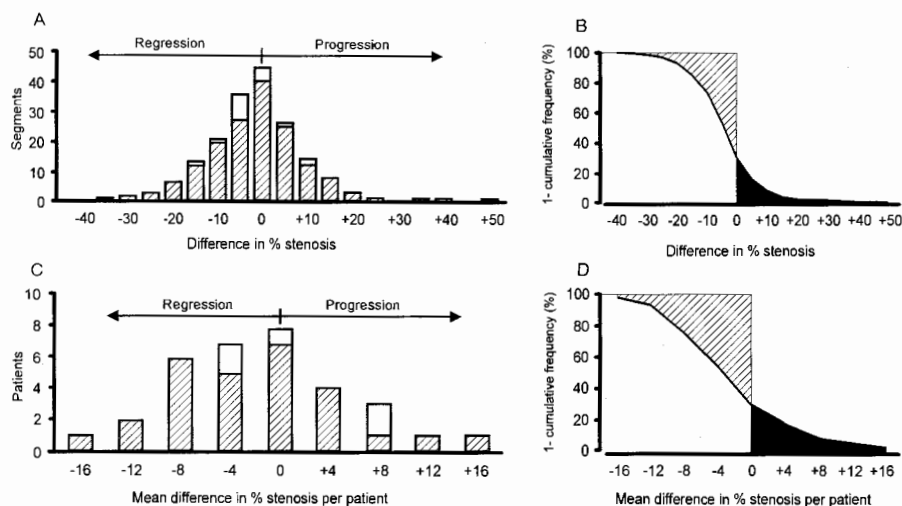 A
Regression Progression
50
40
30
20
10
0
Segments
-40 -30 -20 -10 0 +10 +20 +30 +40 +50
Difference in % stenosis
B
100
80
60
40
20
0
1- cumulative frequency (%)
-40 -30 -20 -10 0 +10 +20 +30 +40 +50
Difference in % stenosis
C
Regression Progression
10
8
6
4
2
0
Patients
-16 -12 -8 -4 0 +4 +8 +12 +16
Mean difference in % stenosis per patient
D
100
80
60
40
20
0
1- cumulative frequency (%)
-16 -12 -8 -4 0 +4 +8 +12 +16
Mean difference in % stenosis per patient